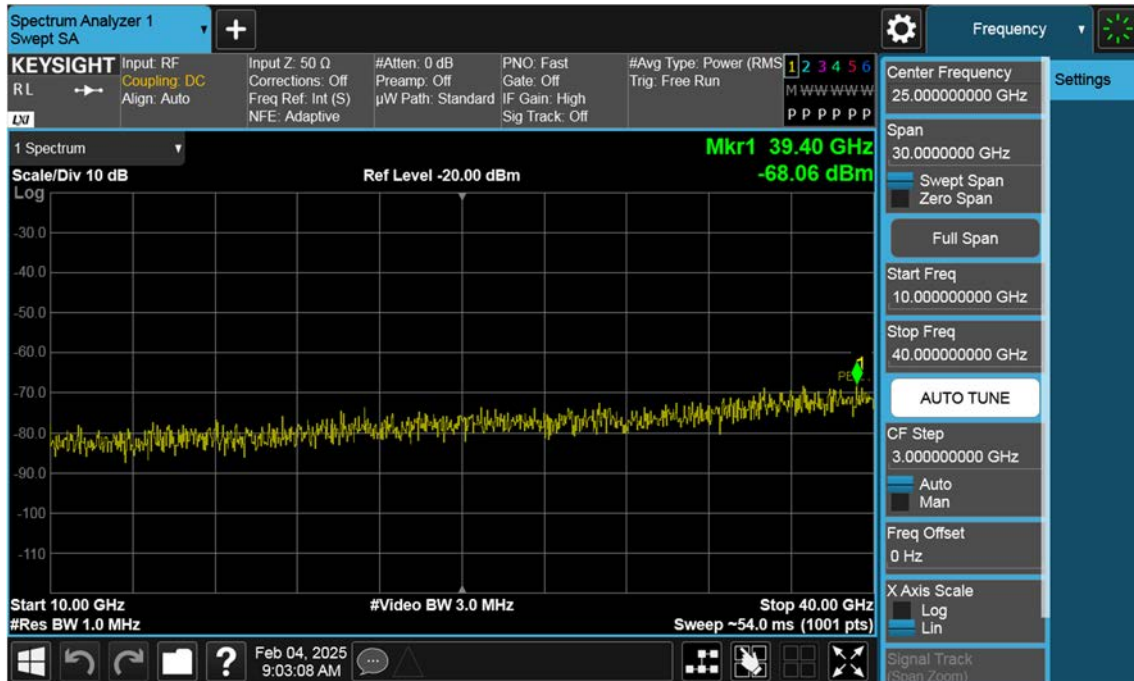 Spectrum Analyzer 1
Swept SA
Frequency
KEYSIGHT
RL
LXI
Input: RF
Coupling: DC
Align: Auto
Input Z: 50 Ω
Corrections: Off
Freq Ref: Int (S)
NFE: Adaptive
#Atten: 0 dB
Preamp: Off
µW Path: Standard
PNO: Fast
Gate: Off
IF Gain: High
Sig Track: Off
#Avg Type: Power (RMS
Trig: Free Run
1 2 3 4 5 6
M W W W W W
P P P P P P
1 Spectrum
Mkr1 39.40 GHz
-68.06 dBm
Scale/Div 10 dB
Ref Level -20.00 dBm
Log
-30.0
-40.0
-50.0
-60.0
-70.0
-80.0
-90.0
-100
-110
1
Start 10.00 GHz
#Video BW 3.0 MHz
Stop 40.00 GHz
#Res BW 1.0 MHz
Sweep ~54.0 ms (1001 pts)
Feb 04, 2025
9:03:08 AM
Center Frequency
25.000000000 GHz
Span
30.0000000 GHz
Swept Span
Zero Span
Full Span
Start Freq
10.000000000 GHz
Stop Freq
40.000000000 GHz
AUTO TUNE
CF Step
3.000000000 GHz
Auto
Man
Freq Offset
0 Hz
X Axis Scale
Log
Lin
Signal Track
(Span Zoom)
Settings